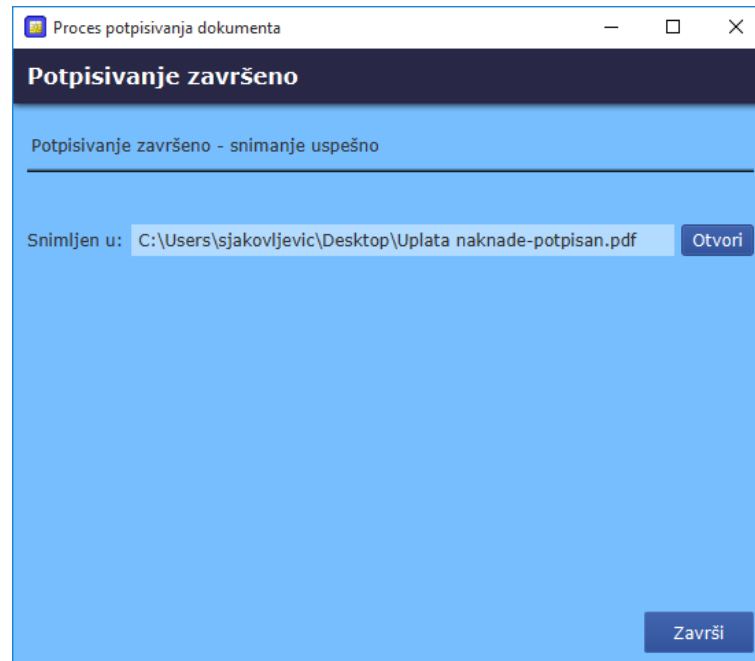 Proces potpisivanja dokumenta
Potpisivanje završeno
Potpisivanje završeno - snimanje uspešno
Snimljen u: C:\Users\sjakovljevic\Desktop\Uplata naknade-potpisan.pdf Otvori
Završi